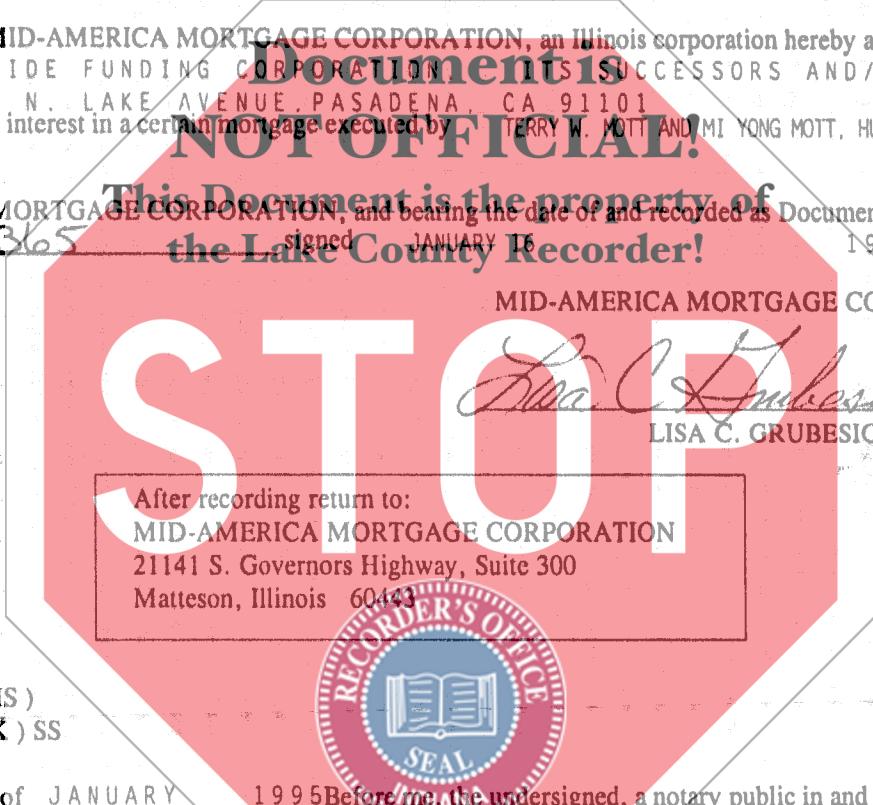 MID-AMERICA MORTGAGE CORPORATION, an Illinois corporation hereby a
IDE FUNDING CORPORATION ITS SUCCESSORS AND/
N. LAKE AVENUE, PASADENA, CA 91101
interest in a certain mortgage executed by TERRY W. MOTT AND MI YONG MOTT, HU
Document is
NOT OFFICIAL!
This Document is the property of
the Lake County Recorder!
MORTGAGE CORPORATION, and bearing the date of and recorded as Documen
365 signed JANUARY 16 19
MID-AMERICA MORTGAGE CO
Lisa C Grubes
LISA C. GRUBESIC
STOP
After recording return to:
MID-AMERICA MORTGAGE CORPORATION
21141 S. Governors Highway, Suite 300
Matteson, Illinois 60443
RECORDER'S OFFICE
SEAL
IS )
K ) SS
of JANUARY 1995 Before me, the undersigned, a notary public in and